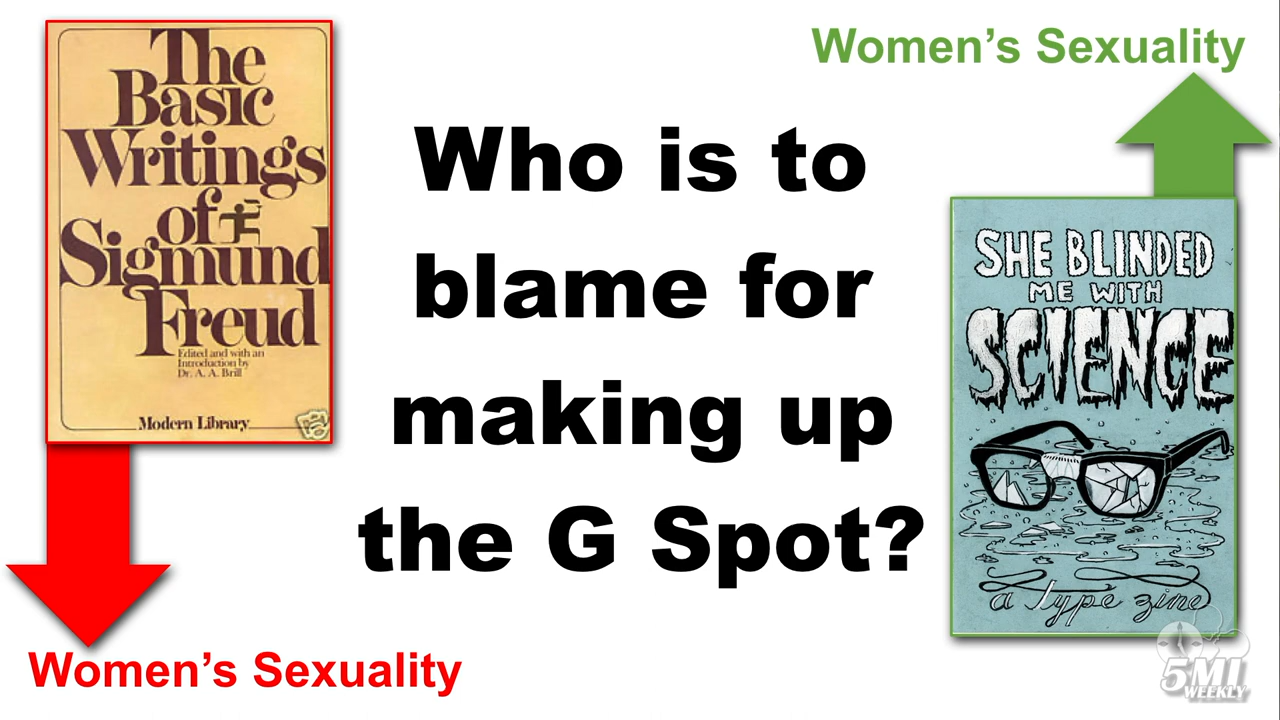 The
Basic
Writings
of
Sigmund
Freud
Edited and with an
Introduction by
Dr. A. A. Brill
Modern Library
Women's Sexuality
Who is to
blame for
making up
the G Spot?
Women's Sexuality
SHE BLINDED
ME WITH
SCIENCE
a type zine
5MI
WEEKLY